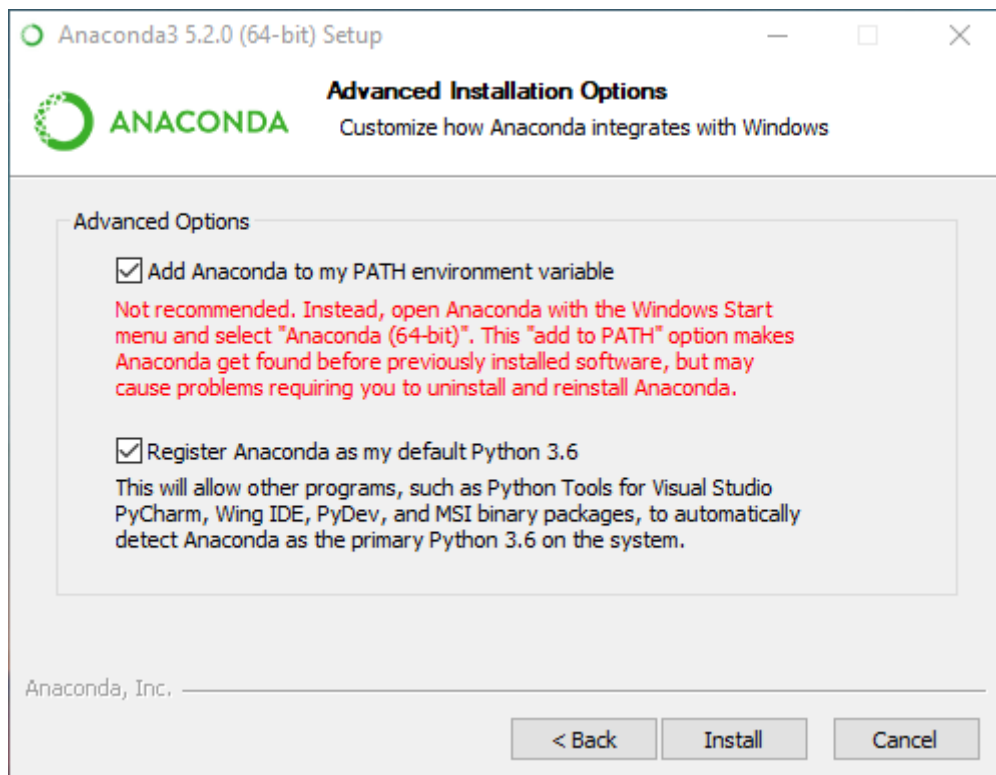 Anaconda3 5.2.0 (64-bit) Setup
ANACONDA
Advanced Installation Options
Customize how Anaconda integrates with Windows
Advanced Options
Add Anaconda to my PATH environment variable
Not recommended. Instead, open Anaconda with the Windows Start
menu and select "Anaconda (64-bit)". This "add to PATH" option makes
Anaconda get found before previously installed software, but may
cause problems requiring you to uninstall and reinstall Anaconda.
Register Anaconda as my default Python 3.6
This will allow other programs, such as Python Tools for Visual Studio
PyCharm, Wing IDE, PyDev, and MSI binary packages, to automatically
detect Anaconda as the primary Python 3.6 on the system.
Anaconda, Inc.
< Back
Install
Cancel